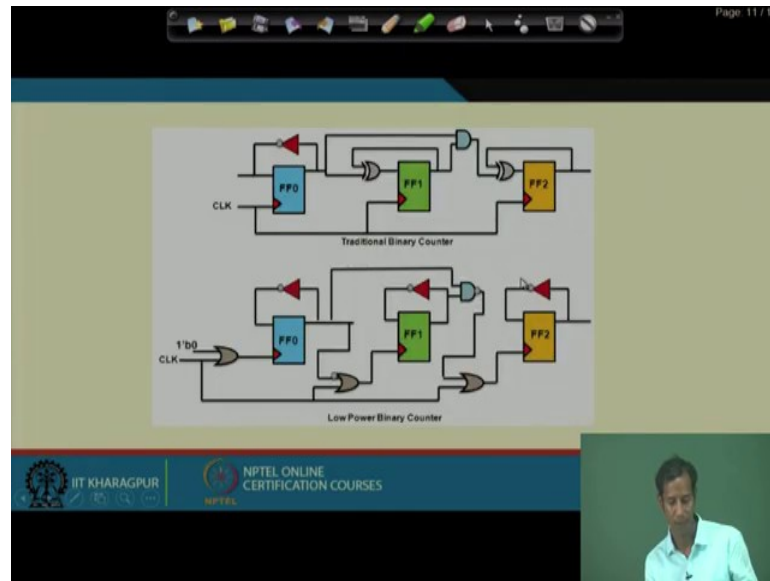 Page: 11 / 1
FF0
FF1
FF2
CLK
Traditional Binary Counter
1'b0
CLK
FF0
FF1
FF2
Low Power Binary Counter
IIT KHARAGPUR
NPTEL
NPTEL ONLINE
CERTIFICATION COURSES